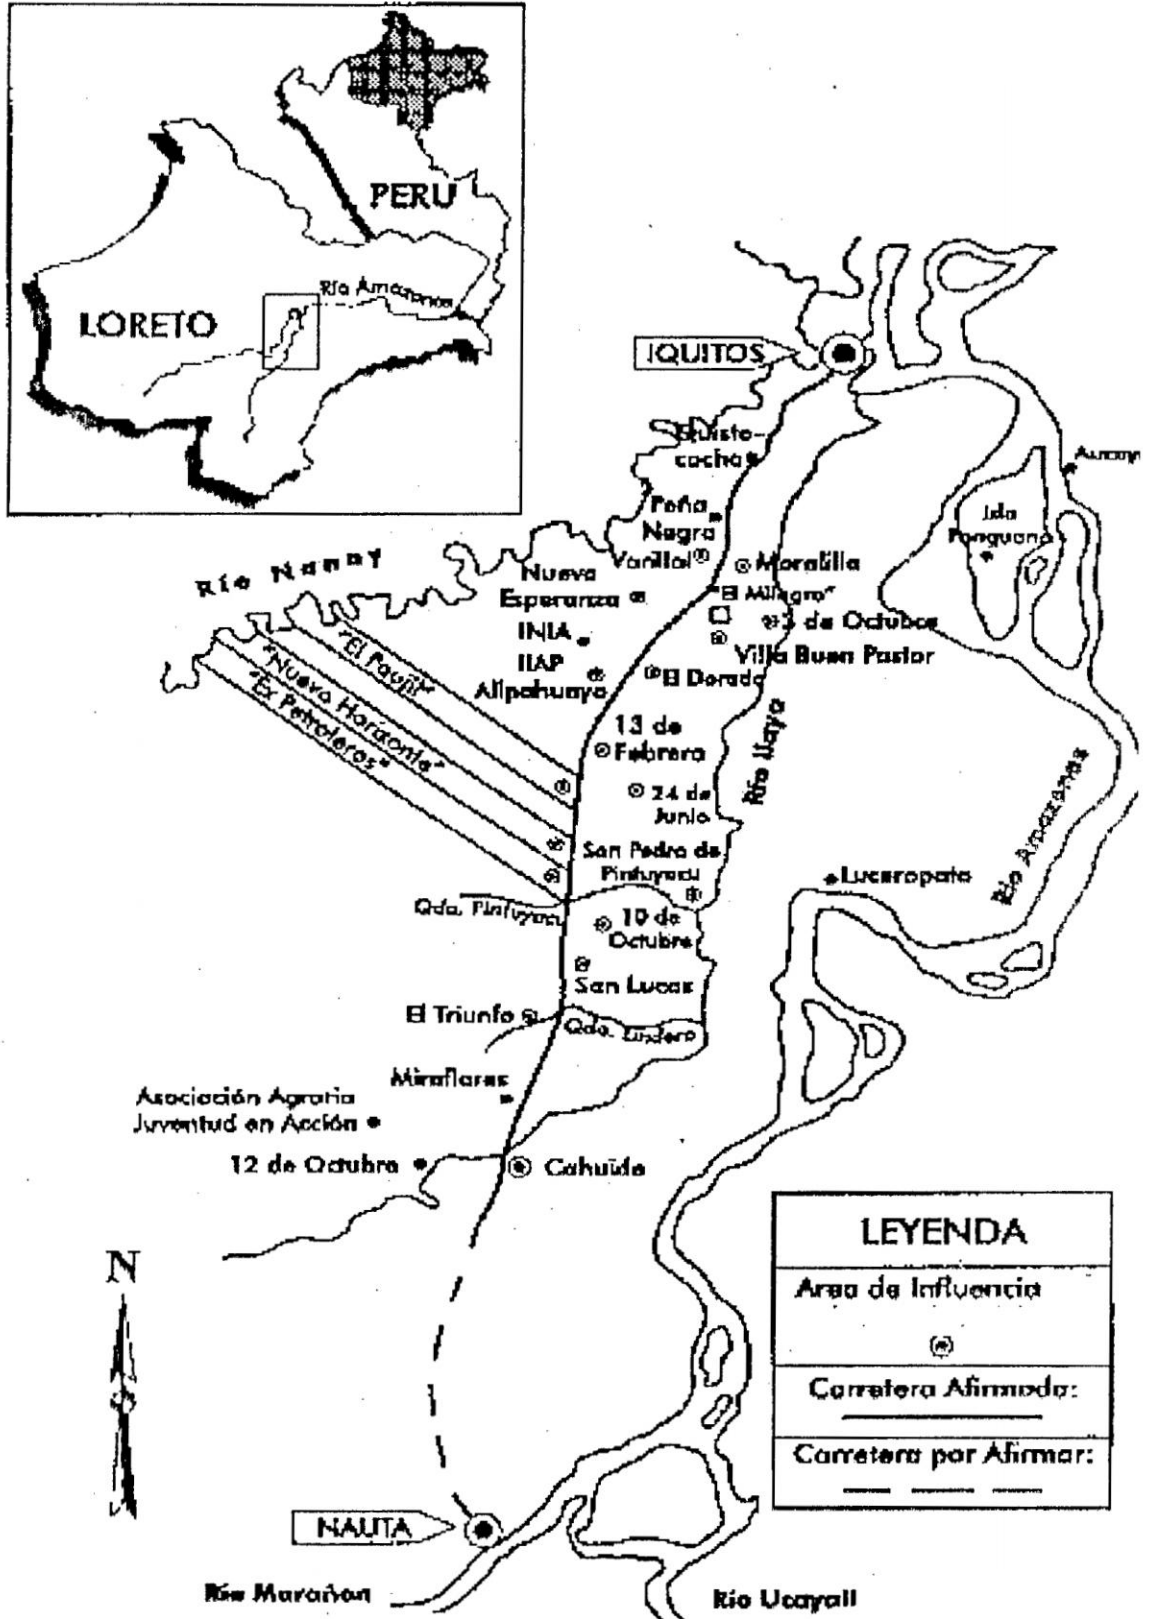 PERU
LORETO
Río Amazonas
IQUITOS
Quisto-
cocha
Peña
Negra
Varillal
Moralilla
"El Milagro"
Nueva
Esperanza
3 de Octubre
INIA
Villa Buen Pastor
IIAP
Allpahuayo
El Dorado
Isla
Panguana
Río Nanay
"El Paujil"
"Nuevo Horizonte"
"Ex Petroleros"
13 de
Febrero
24 de
Junio
Río Itaya
San Pedro de
Pintuyacu
Qda. Pintuyacu
10 de
Octubre
San Lucas
Luceropata
Río Amazonas
El Triunfo
Qda.
Miraflores
Asociación Agraria
Juventud en Acción
12 de Octubre
Cahuide
N
LEYENDA
Area de Influencia
Carretera Afirmada:
Carretera por Afirmar:
NAUTA
Río Marañon
Río Ucayali